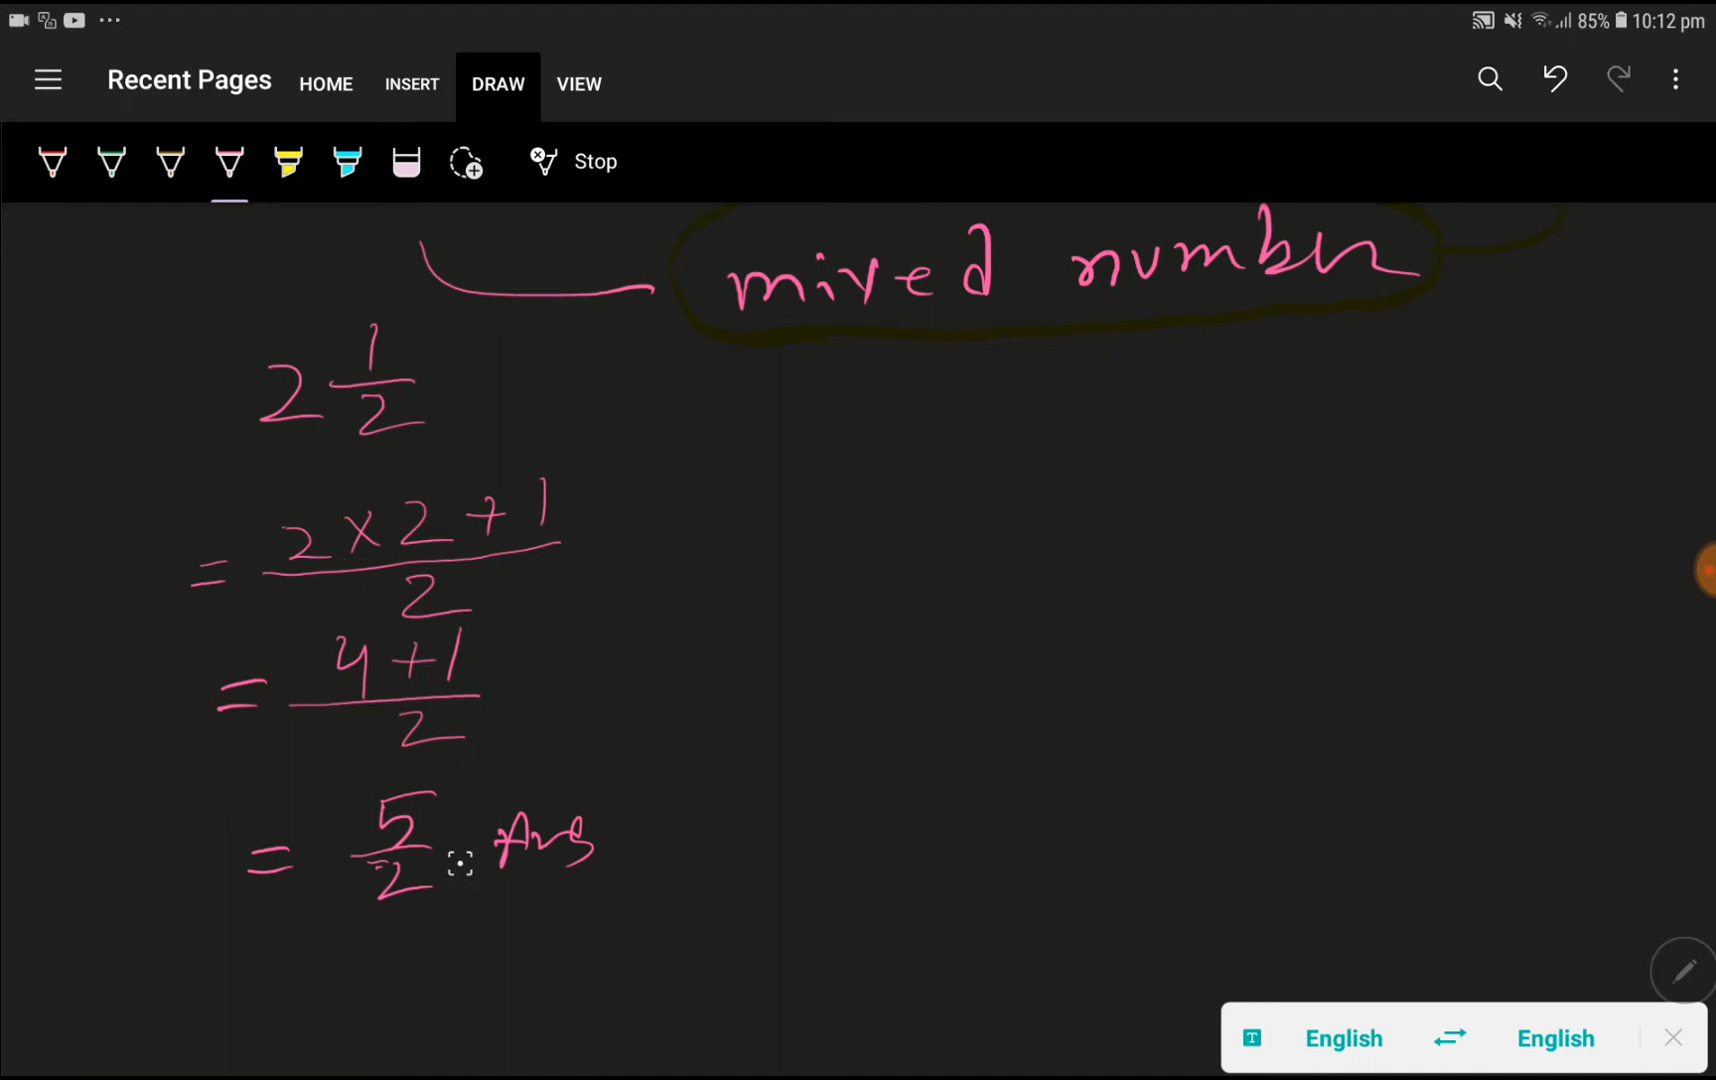 85% 10:12 pm
Recent Pages HOME INSERT DRAW VIEW
Stop
mixed number
2 1/2
= 2 × 2 + 1 / 2
= 4 + 1 / 2
= 5/2 Ans
English English